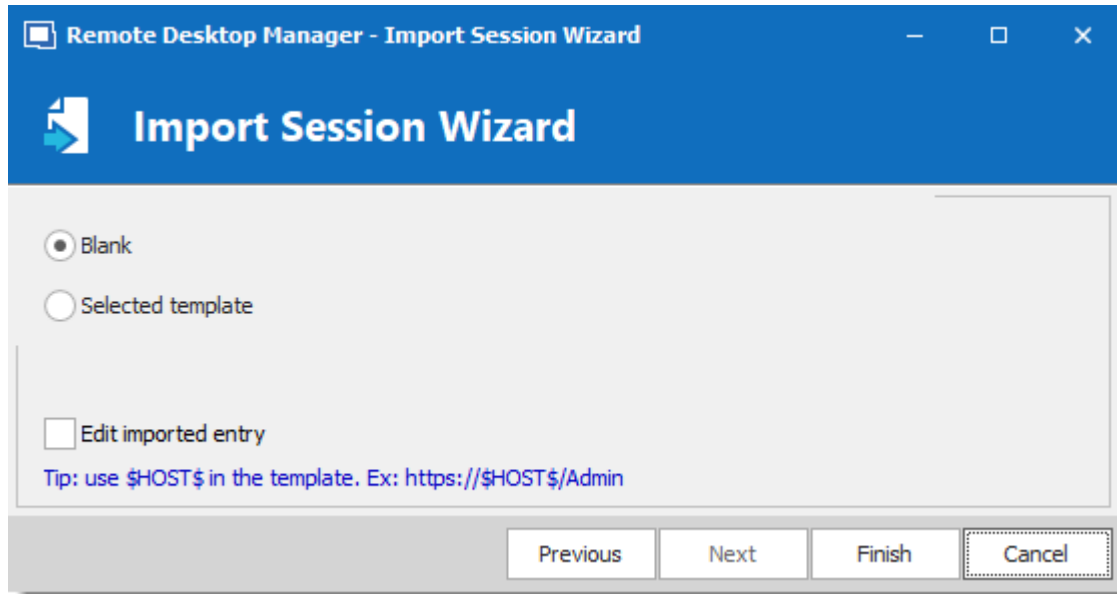 Remote Desktop Manager - Import Session Wizard
Import Session Wizard
Blank
Selected template
Edit imported entry
Tip: use $HOST$ in the template. Ex: https://$HOST$/Admin
Previous Next Finish Cancel